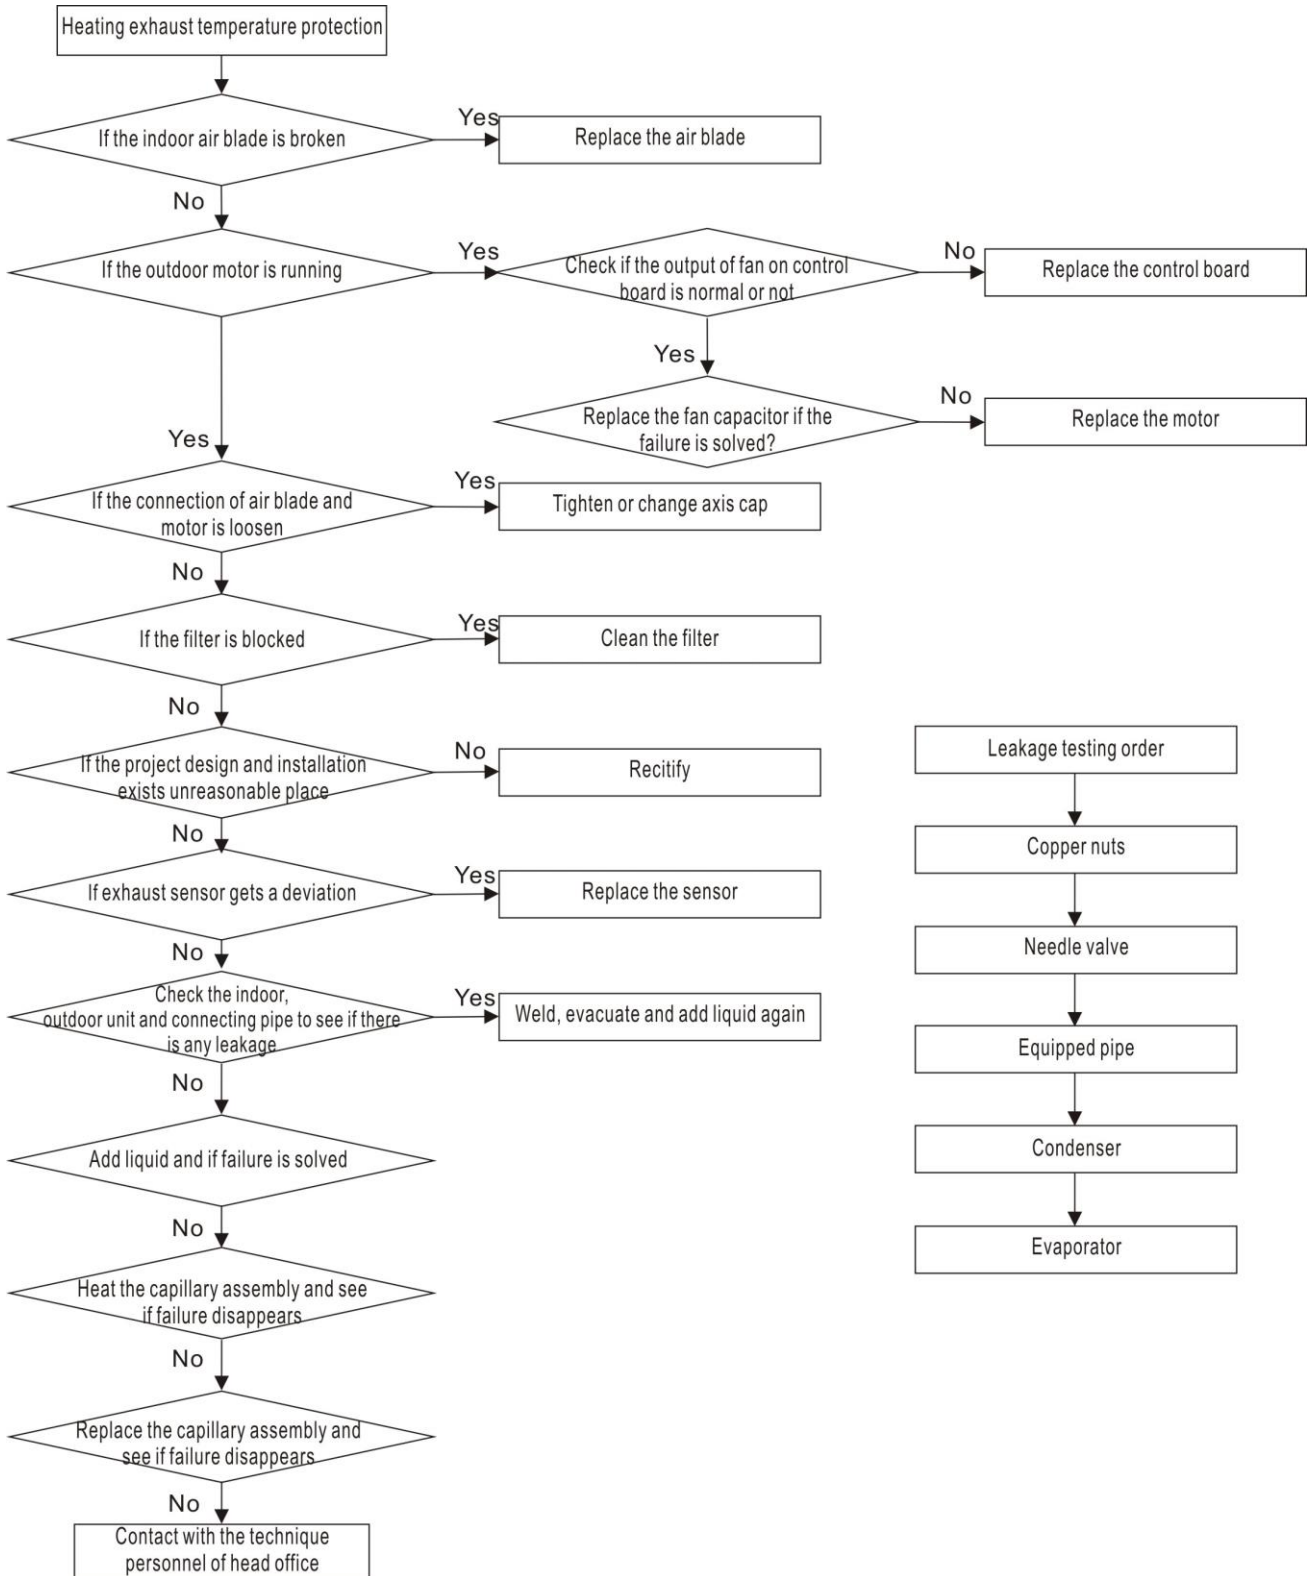 Heating exhaust temperature protection
If the indoor air blade is broken
Yes
Replace the air blade
No
If the outdoor motor is running
Yes
Check if the output of fan on control
board is normal or not
No
Replace the control board
Yes
Replace the fan capacitor if the
failure is solved?
No
Replace the motor
Yes
If the connection of air blade and
motor is loosen
Yes
Tighten or change axis cap
No
If the filter is blocked
Yes
Clean the filter
No
If the project design and installation
exists unreasonable place
No
Recitify
No
If exhaust sensor gets a deviation
Yes
Replace the sensor
No
Check the indoor,
outdoor unit and connecting pipe to see if there
is any leakage
Yes
Weld, evacuate and add liquid again
No
Add liquid and if failure is solved
No
Heat the capillary assembly and see
if failure disappears
No
Replace the capillary assembly and
see if failure disappears
No
Contact with the technique
personnel of head office
Leakage testing order
Copper nuts
Needle valve
Equipped pipe
Condenser
Evaporator